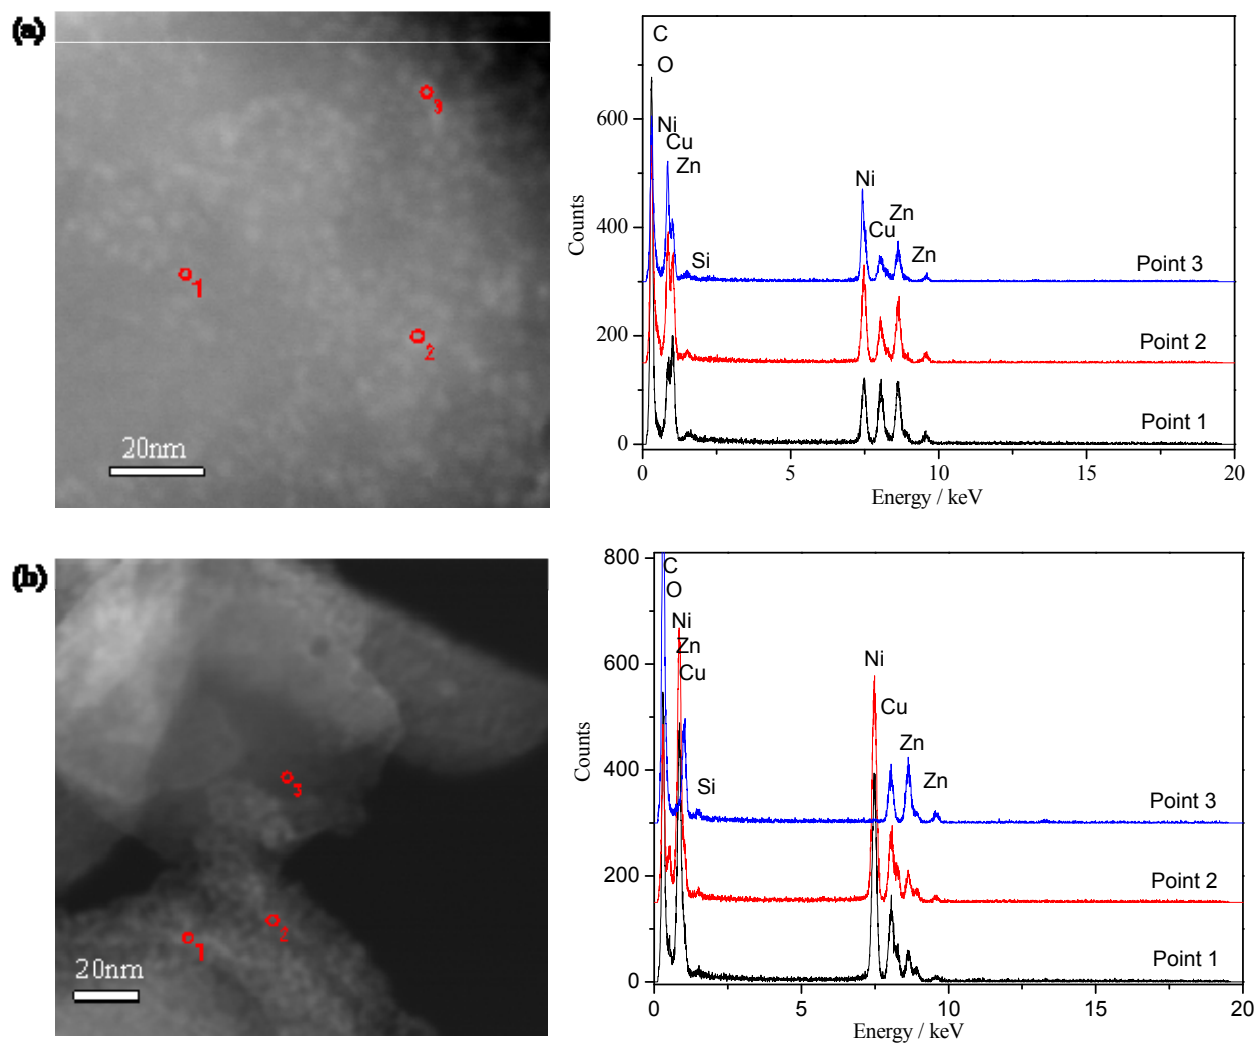 (a)
3
1
2
20nm
C
O
Ni
Cu
Zn
Si
Ni
Cu
Zn
Zn
Point 3
Point 2
Point 1
600
400
200
0
Counts
0 5 10 15 20
Energy / keV
(b)
3
2
1
20nm
C
O
Ni
Zn
Cu
Si
Ni
Cu
Zn
Zn
Point 3
Point 2
Point 1
800
600
400
200
0
Counts
0 5 10 15 20
Energy / keV